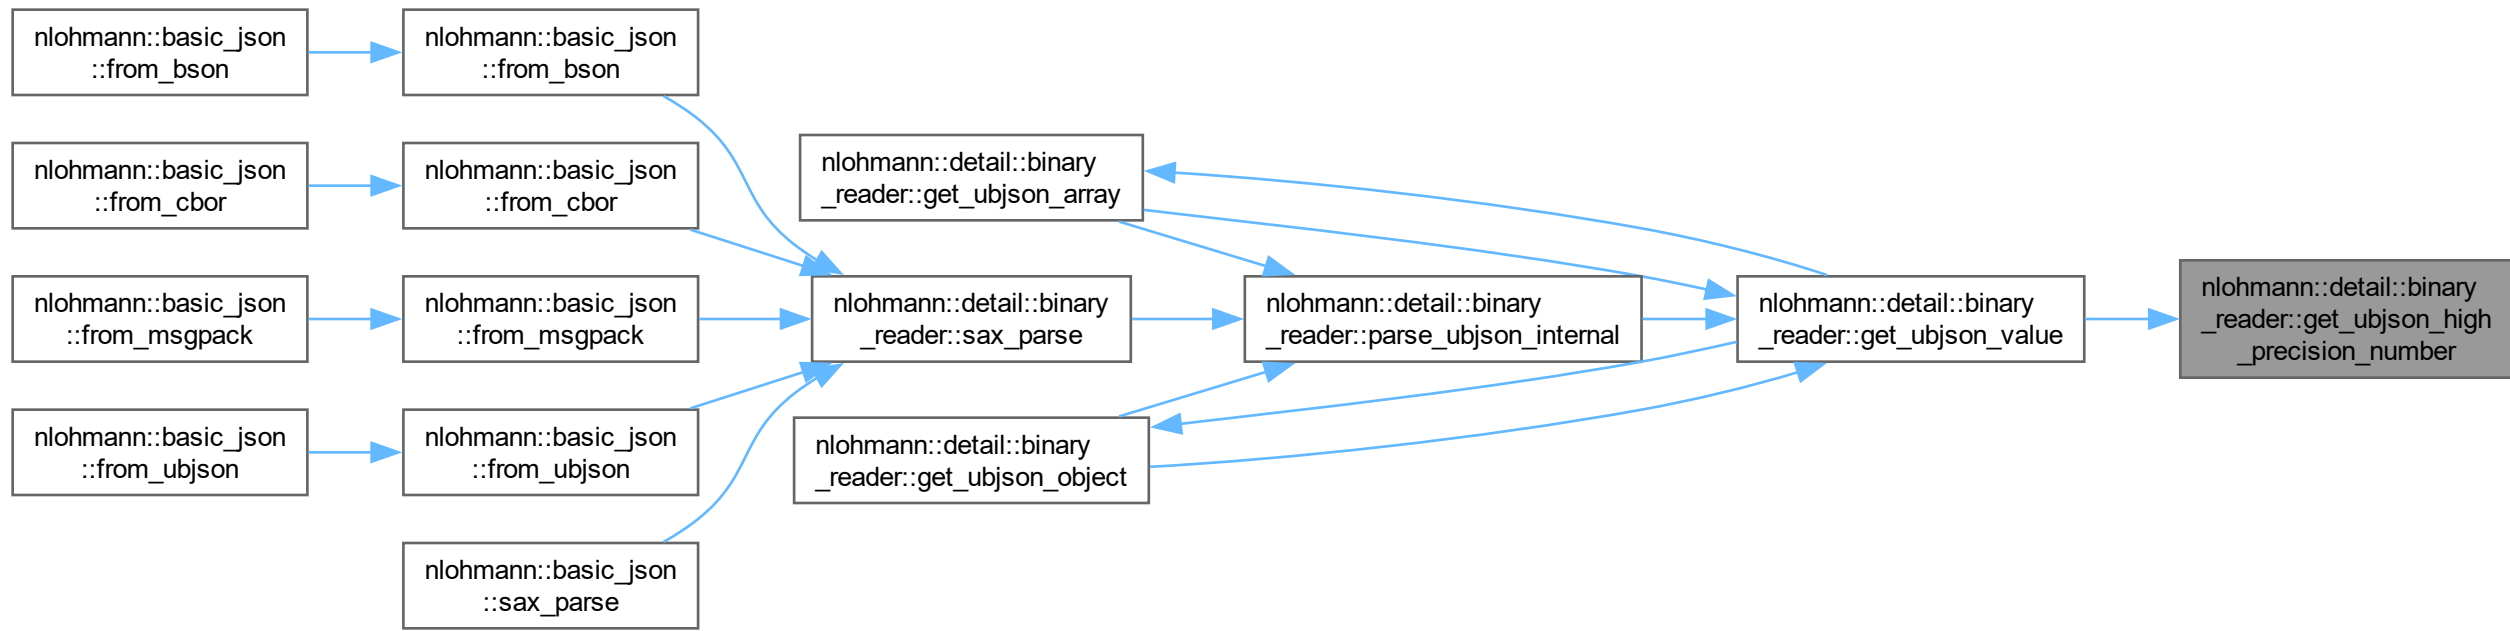 nlohmann::basic_json
::from_bson
nlohmann::basic_json
::from_bson
nlohmann::basic_json
::from_cbor
nlohmann::basic_json
::from_cbor
nlohmann::basic_json
::from_msgpack
nlohmann::basic_json
::from_msgpack
nlohmann::basic_json
::from_ubjson
nlohmann::basic_json
::from_ubjson
nlohmann::basic_json
::sax_parse
nlohmann::detail::binary
_reader::get_ubjson_array
nlohmann::detail::binary
_reader::sax_parse
nlohmann::detail::binary
_reader::get_ubjson_object
nlohmann::detail::binary
_reader::parse_ubjson_internal
nlohmann::detail::binary
_reader::get_ubjson_value
nlohmann::detail::binary
_reader::get_ubjson_high
_precision_number